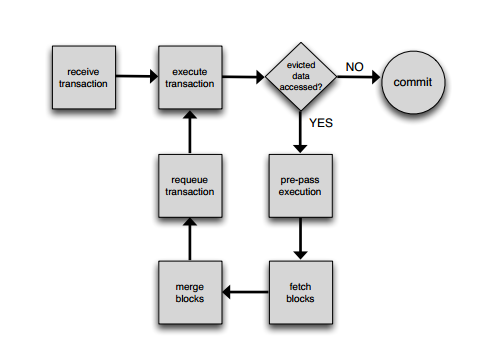 receive
transaction
execute
transaction
evicted
data
accessed?
NO
commit
YES
requeue
transaction
pre-pass
execution
merge
blocks
fetch
blocks